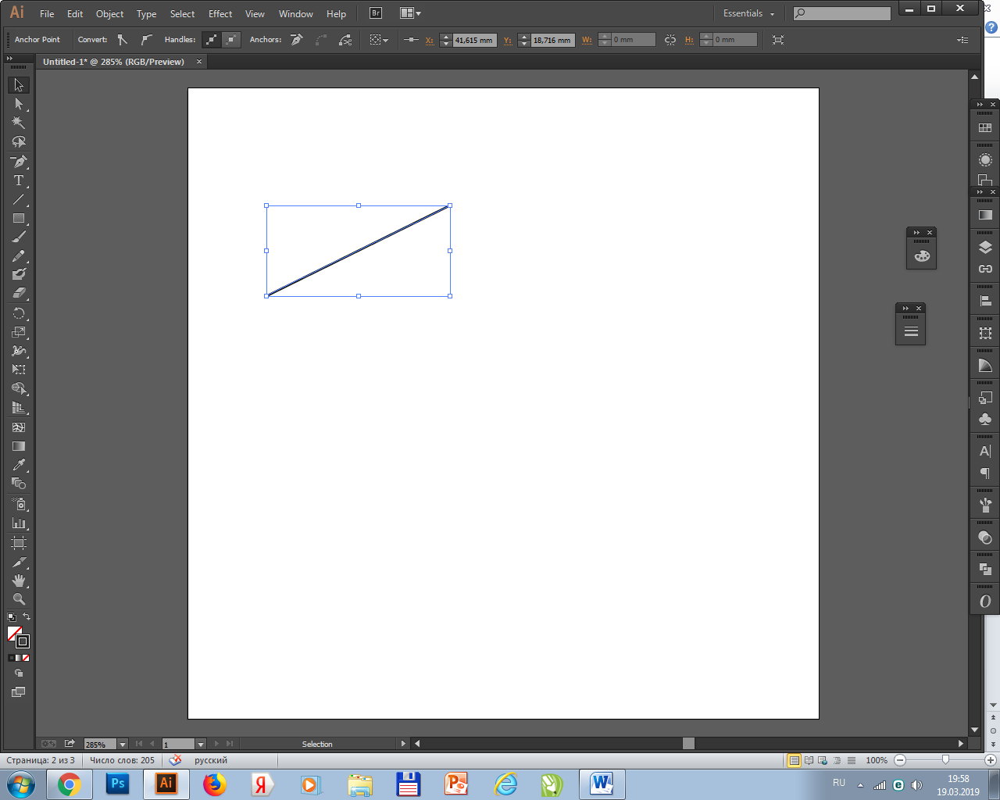 Ai File Edit Object Type Select Effect View Window Help Br Essentials
Anchor Point Convert: Handles: Anchors: X: 41,615 mm Y: 18,716 mm W: 0 mm H: 0 mm
Untitled-1* @ 285% (RGB/Preview)
T
A
¶
O
285% 1 Selection
Страница: 2 из 3 Число слов: 205 русский 100%
Ps Ai Я P W RU 19:58
19.03.2019